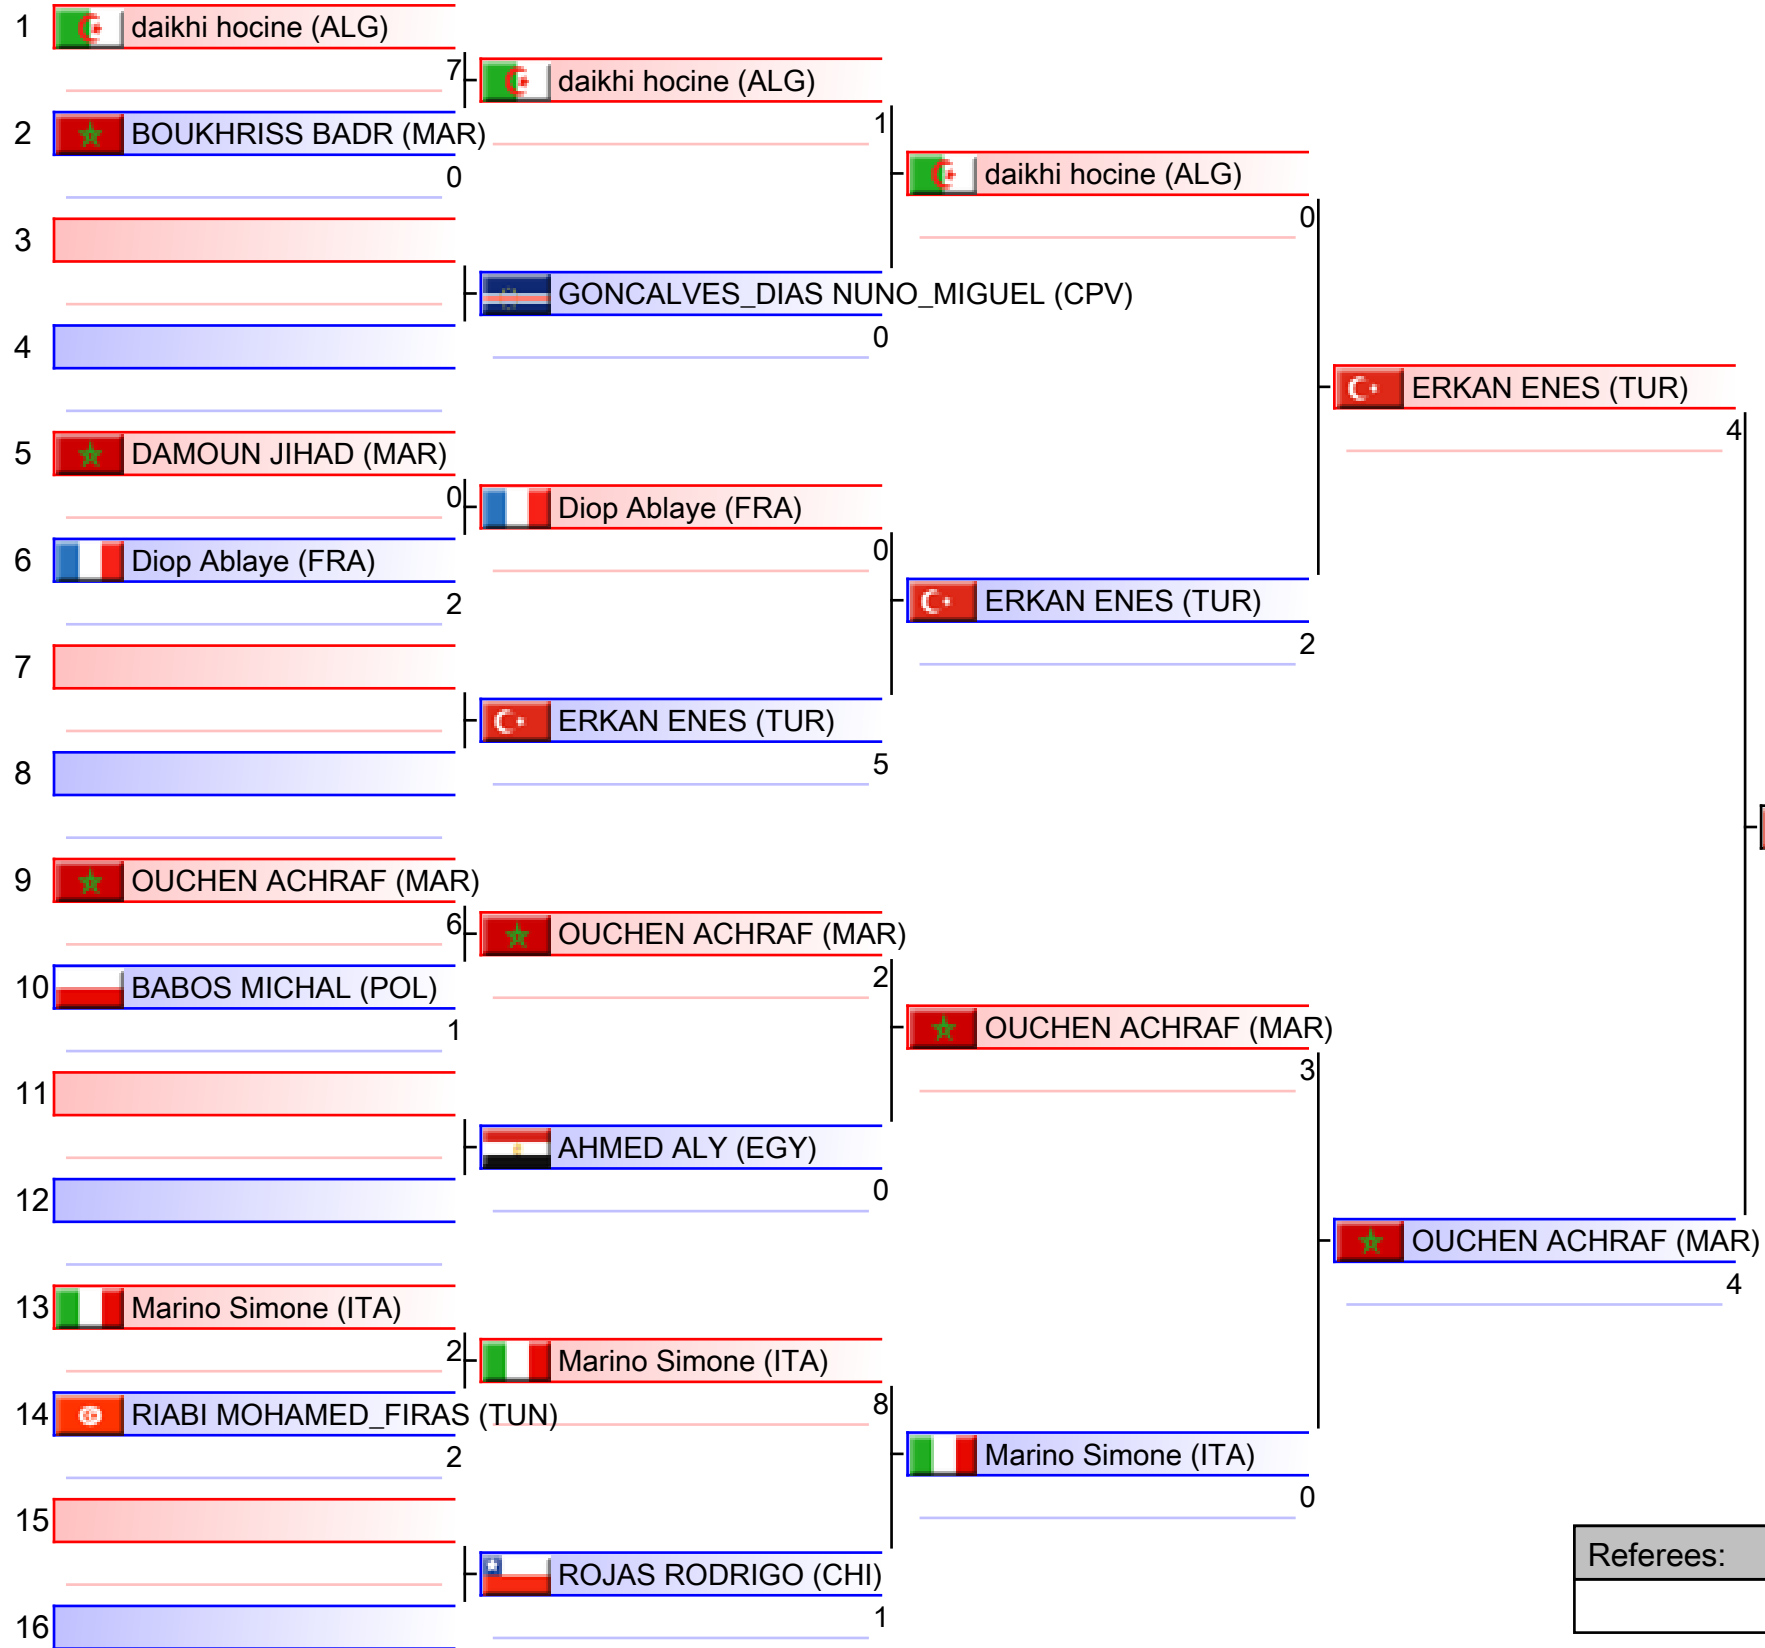 1 daikhi hocine (ALG)
7 daikhi hocine (ALG)
2 BOUKHRISS BADR (MAR)
1
0 daikhi hocine (ALG)
0
3
GONCALVES_DIAS NUNO_MIGUEL (CPV)
0
4
ERKAN ENES (TUR)
4
5 DAMOUN JIHAD (MAR)
0 Diop Ablaye (FRA)
0
6 Diop Ablaye (FRA)
2 ERKAN ENES (TUR)
2
7
ERKAN ENES (TUR)
5
8
9 OUCHEN ACHRAF (MAR)
6 OUCHEN ACHRAF (MAR)
2
10 BABOS MICHAL (POL)
1 OUCHEN ACHRAF (MAR)
3
11
AHMED ALY (EGY)
0
12
OUCHEN ACHRAF (MAR)
4
13 Marino Simone (ITA)
2 Marino Simone (ITA)
8
14 RIABI MOHAMED_FIRAS (TUN)
2 Marino Simone (ITA)
0
15
Referees:
ROJAS RODRIGO (CHI)
1
16